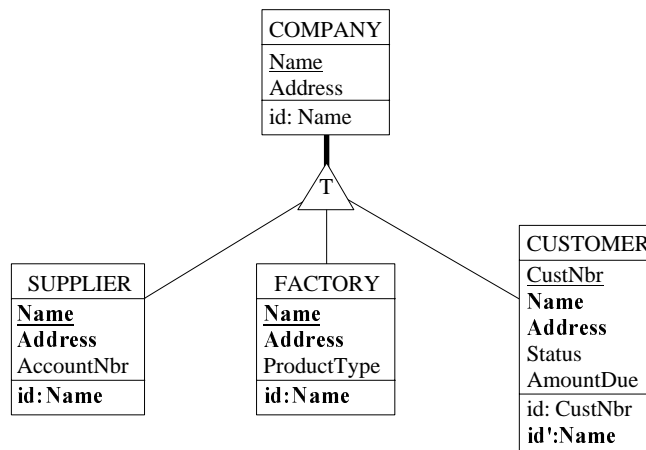 COMPANY
Name
Address
id: Name
T
SUPPLIER
Name
Address
AccountNbr
id:Name
FACTORY
Name
Address
ProductType
id:Name
CUSTOMER
CustNbr
Name
Address
Status
AmountDue
id: CustNbr
id':Name